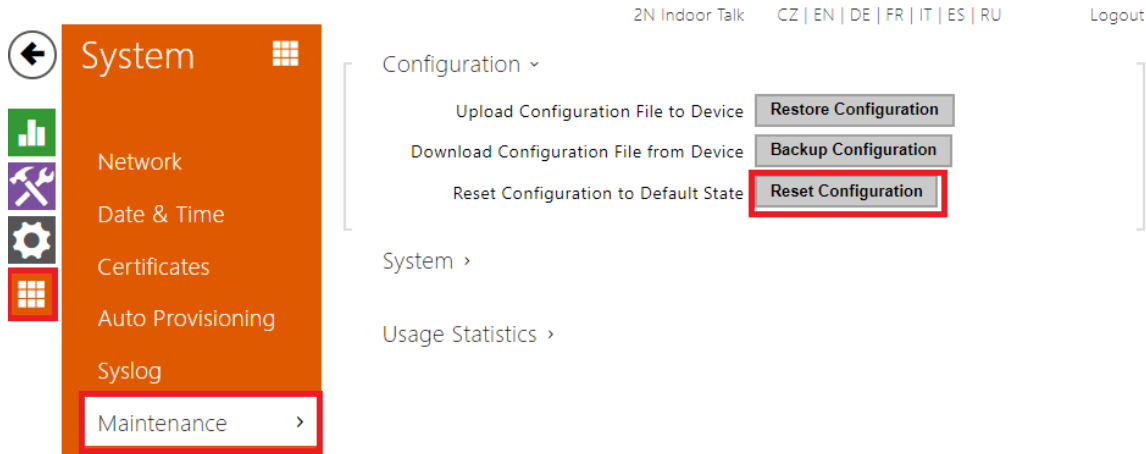 2N Indoor Talk CZ | EN | DE | FR | IT | ES | RU Logout
System
Network
Date & Time
Certificates
Auto Provisioning
Syslog
Maintenance
Configuration
Upload Configuration File to Device Restore Configuration
Download Configuration File from Device Backup Configuration
Reset Configuration to Default State Reset Configuration
System
Usage Statistics